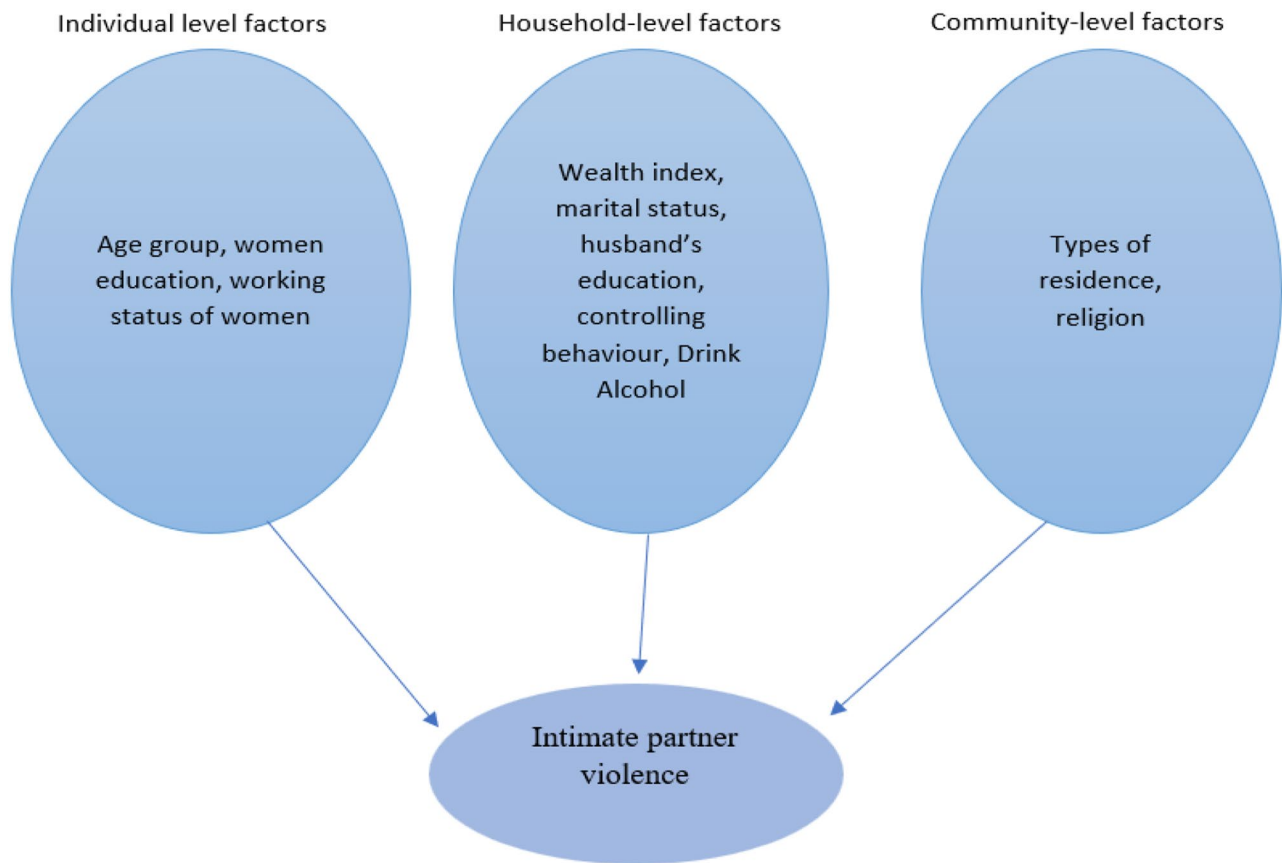 Individual level factors
Household-level factors
Community-level factors
Age group, women
education, working
status of women
Wealth index,
marital status,
husband’s
education,
controlling
behaviour, Drink
Alcohol
Types of
residence,
religion
Intimate partner
violence